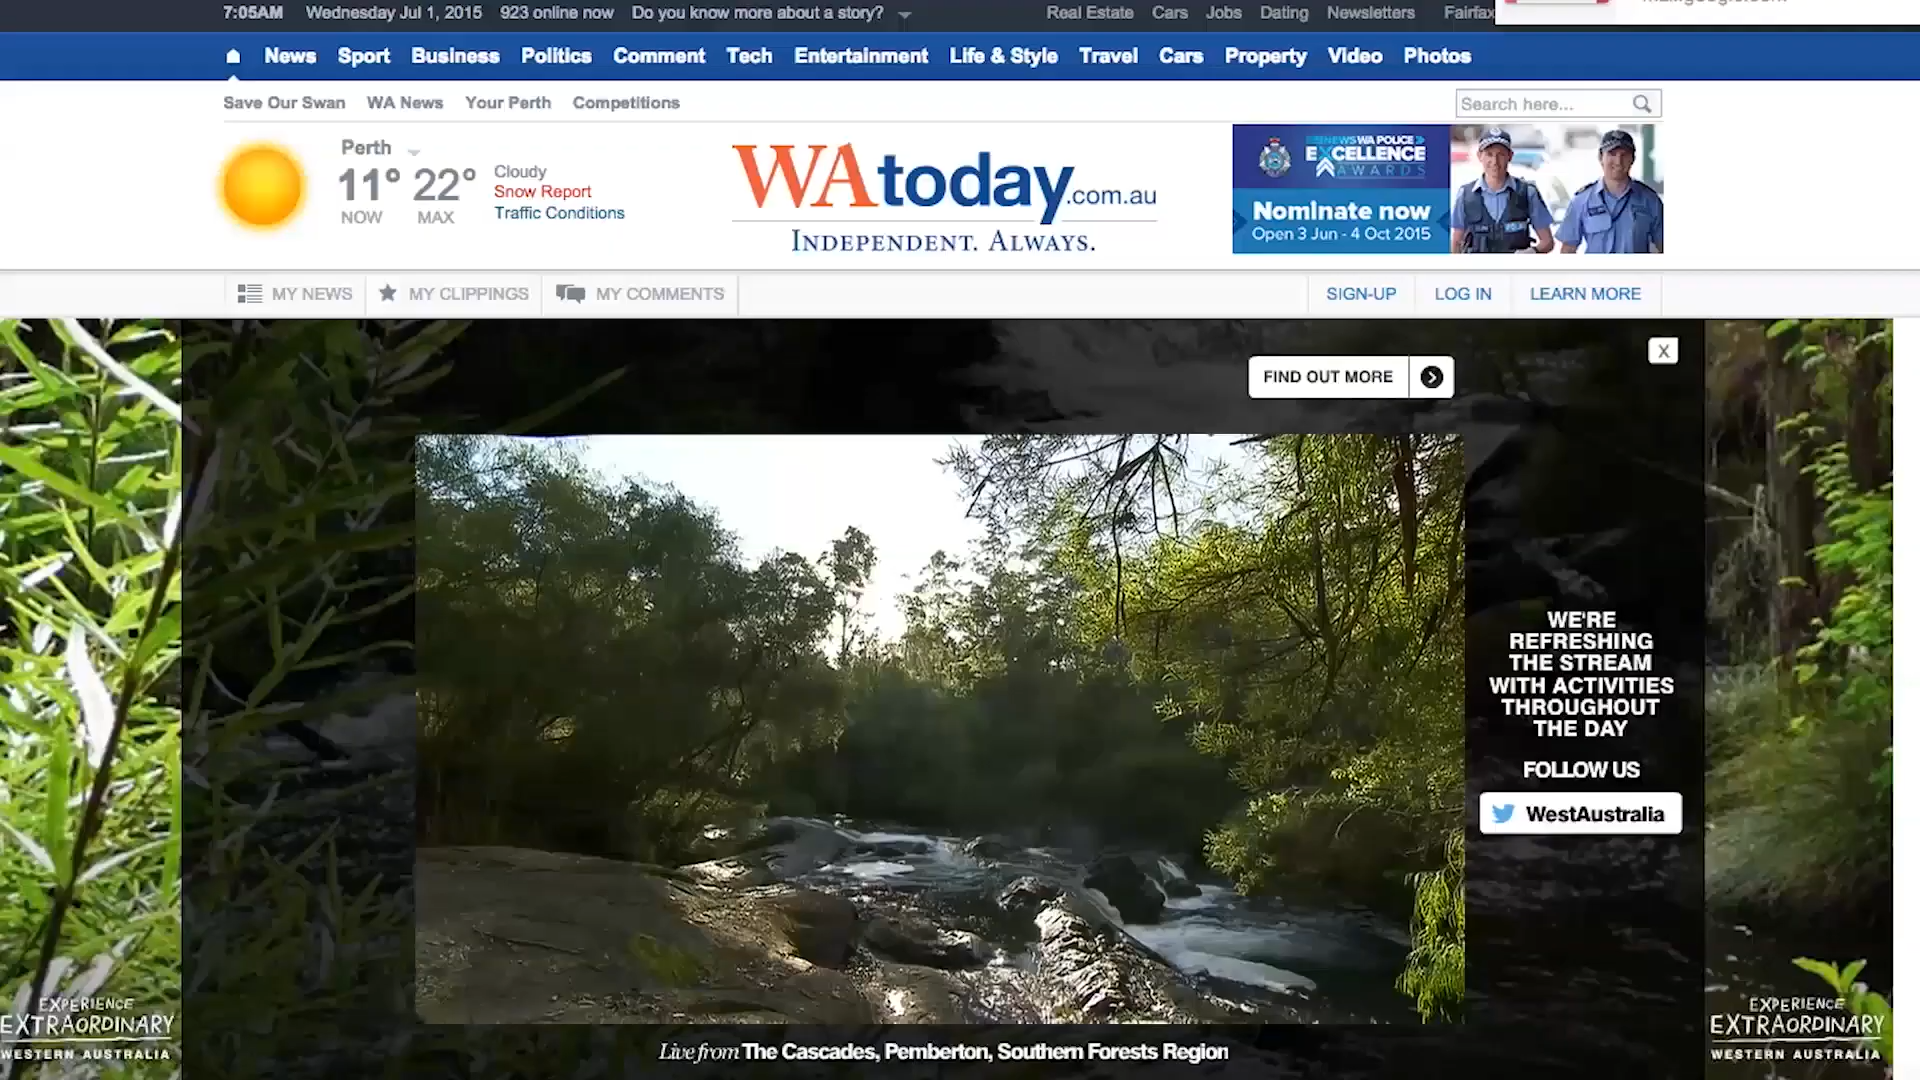 7:05AM Wednesday Jul 1, 2015 923 online now Do you know more about a story? Real Estate Cars Jobs Dating Newsletters Fairfax
News Sport Business Politics Comment Tech Entertainment Life & Style Travel Cars Property Video Photos
Save Our Swan WA News Your Perth Competitions Search here...
Perth
11° 22°
NOW MAX
Cloudy
Snow Report
Traffic Conditions
WAtoday.com.au
INDEPENDENT. ALWAYS.
WA POLICE
EXCELLENCE
AWARDS
Nominate now
Open 3 Jun - 4 Oct 2015
MY NEWS MY CLIPPINGS MY COMMENTS SIGN-UP LOG IN LEARN MORE
X
FIND OUT MORE
WE'RE
REFRESHING
THE STREAM
WITH ACTIVITIES
THROUGHOUT
THE DAY
FOLLOW US
WestAustralia
EXPERIENCE
EXTRAORDINARY
WESTERN AUSTRALIA
Live from The Cascades, Pemberton, Southern Forests Region
EXPERIENCE
EXTRAORDINARY
WESTERN AUSTRALIA